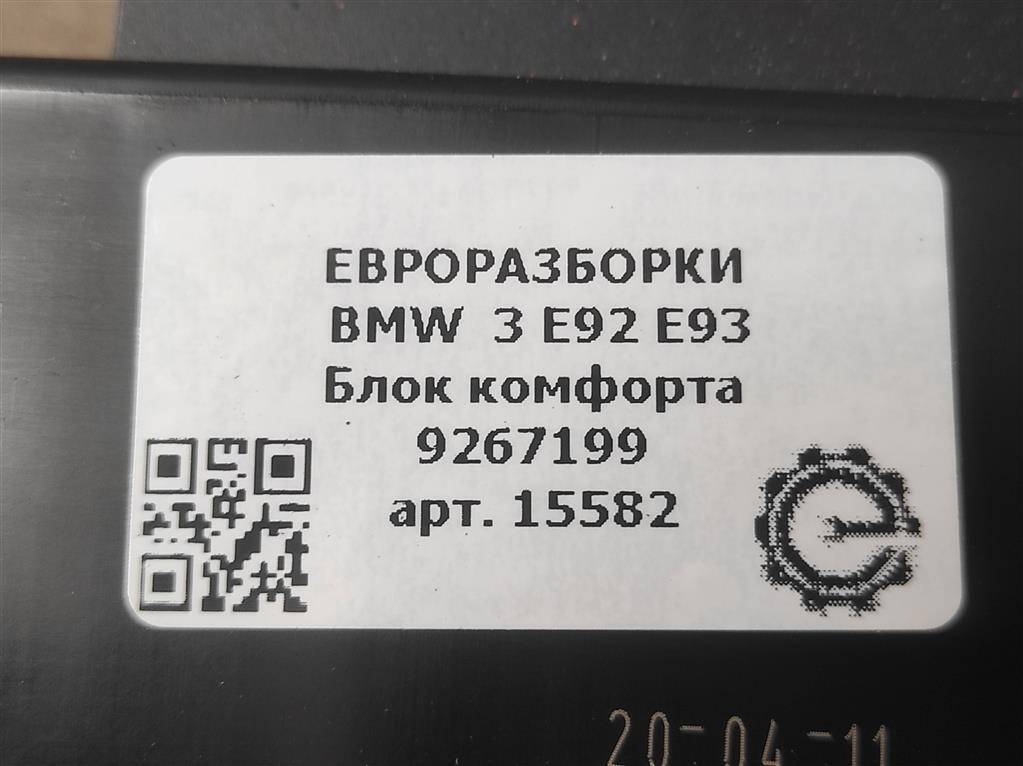 ЕВРОРАЗБОРКИ
BMW 3 E92 E93
Блок комфорта
9267199
арт. 15582
20-04-11